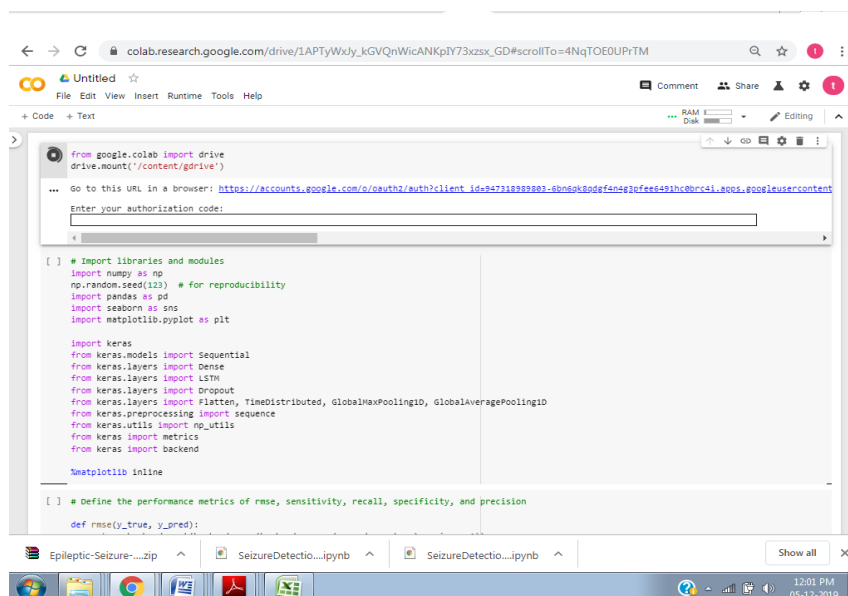 colab.research.google.com/drive/1APTyWxJy_kGVQnWicANKpIY73xzsx_GD#scrollTo=4NqTOE0UPrTM
t
CO Untitled
Comment Share t
File Edit View Insert Runtime Tools Help
+ Code + Text
RAM
Disk
Editing
from google.colab import drive
drive.mount('/content/gdrive')
... Go to this URL in a browser: https://accounts.google.com/o/oauth2/auth?client_id=947318989803-6bn6qk8qdgf4n4g3pfee6491hc0brc4i.apps.googleusercontent
Enter your authorization code:
[ ] # Import libraries and modules
import numpy as np
np.random.seed(123) # for reproducibility
import pandas as pd
import seaborn as sns
import matplotlib.pyplot as plt
import keras
from keras.models import Sequential
from keras.layers import Dense
from keras.layers import LSTM
from keras.layers import Dropout
from keras.layers import Flatten, TimeDistributed, GlobalMaxPooling1D, GlobalAveragePooling1D
from keras.preprocessing import sequence
from keras.utils import np_utils
from keras import metrics
from keras import backend
%matplotlib inline
[ ] # Define the performance metrics of rmse, sensitivity, recall, specificity, and precision
def rmse(y_true, y_pred):
Epileptic-Seizure-....zip
SeizureDetectio....ipynb
SeizureDetectio....ipynb
Show all
12:01 PM
05-12-2019